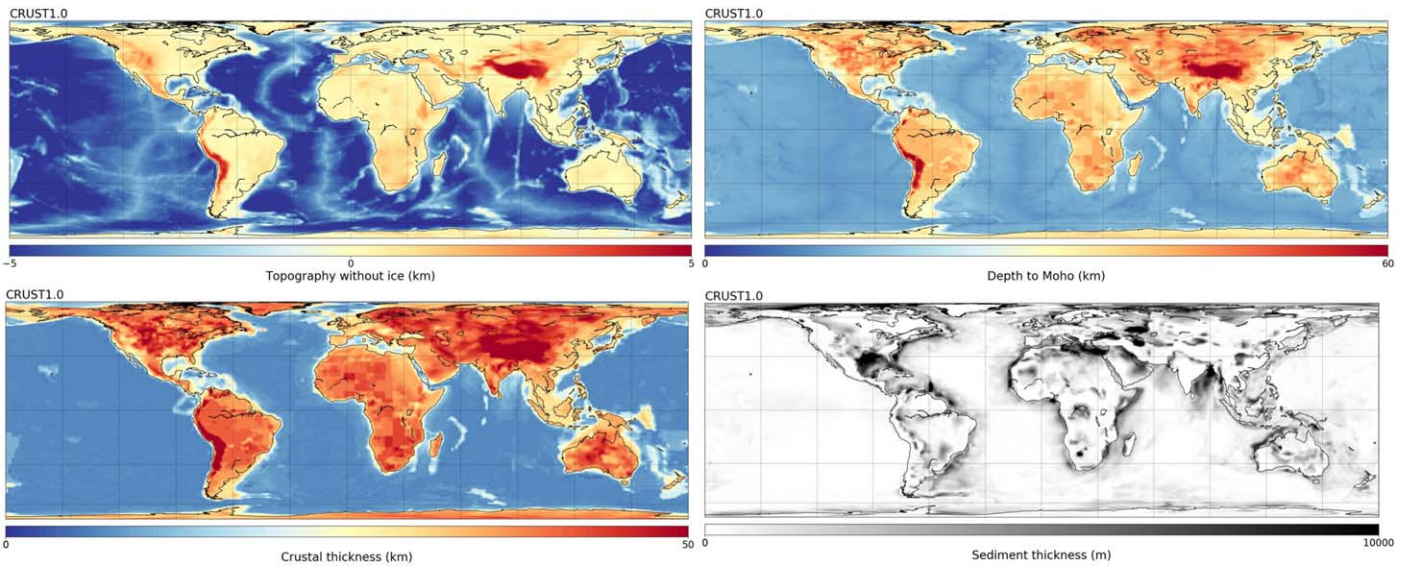 CRUST1.0
-5 0 5
Topography without ice (km)
CRUST1.0
0 60
Depth to Moho (km)
CRUST1.0
0 50
Crustal thickness (km)
CRUST1.0
0 10000
Sediment thickness (m)